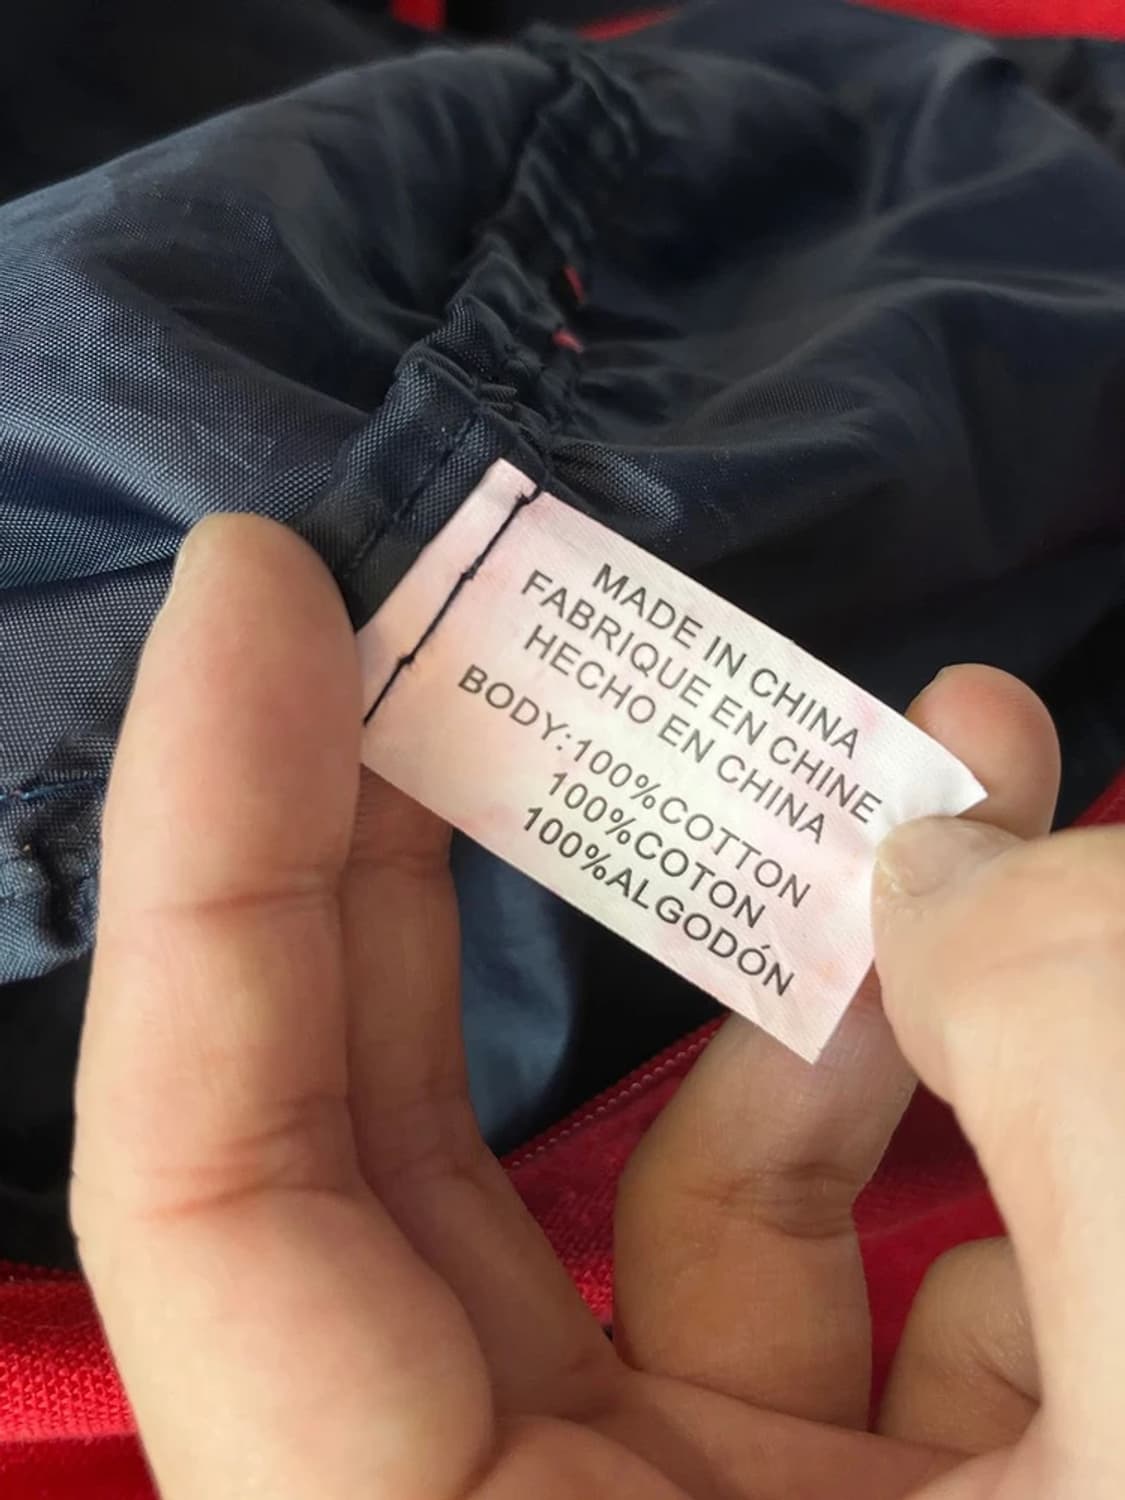 MADE IN CHINA
FABRIQUE EN CHINE
HECHO EN CHINA
BODY:100%COTTON
100%COTON
100%ALGODÓN